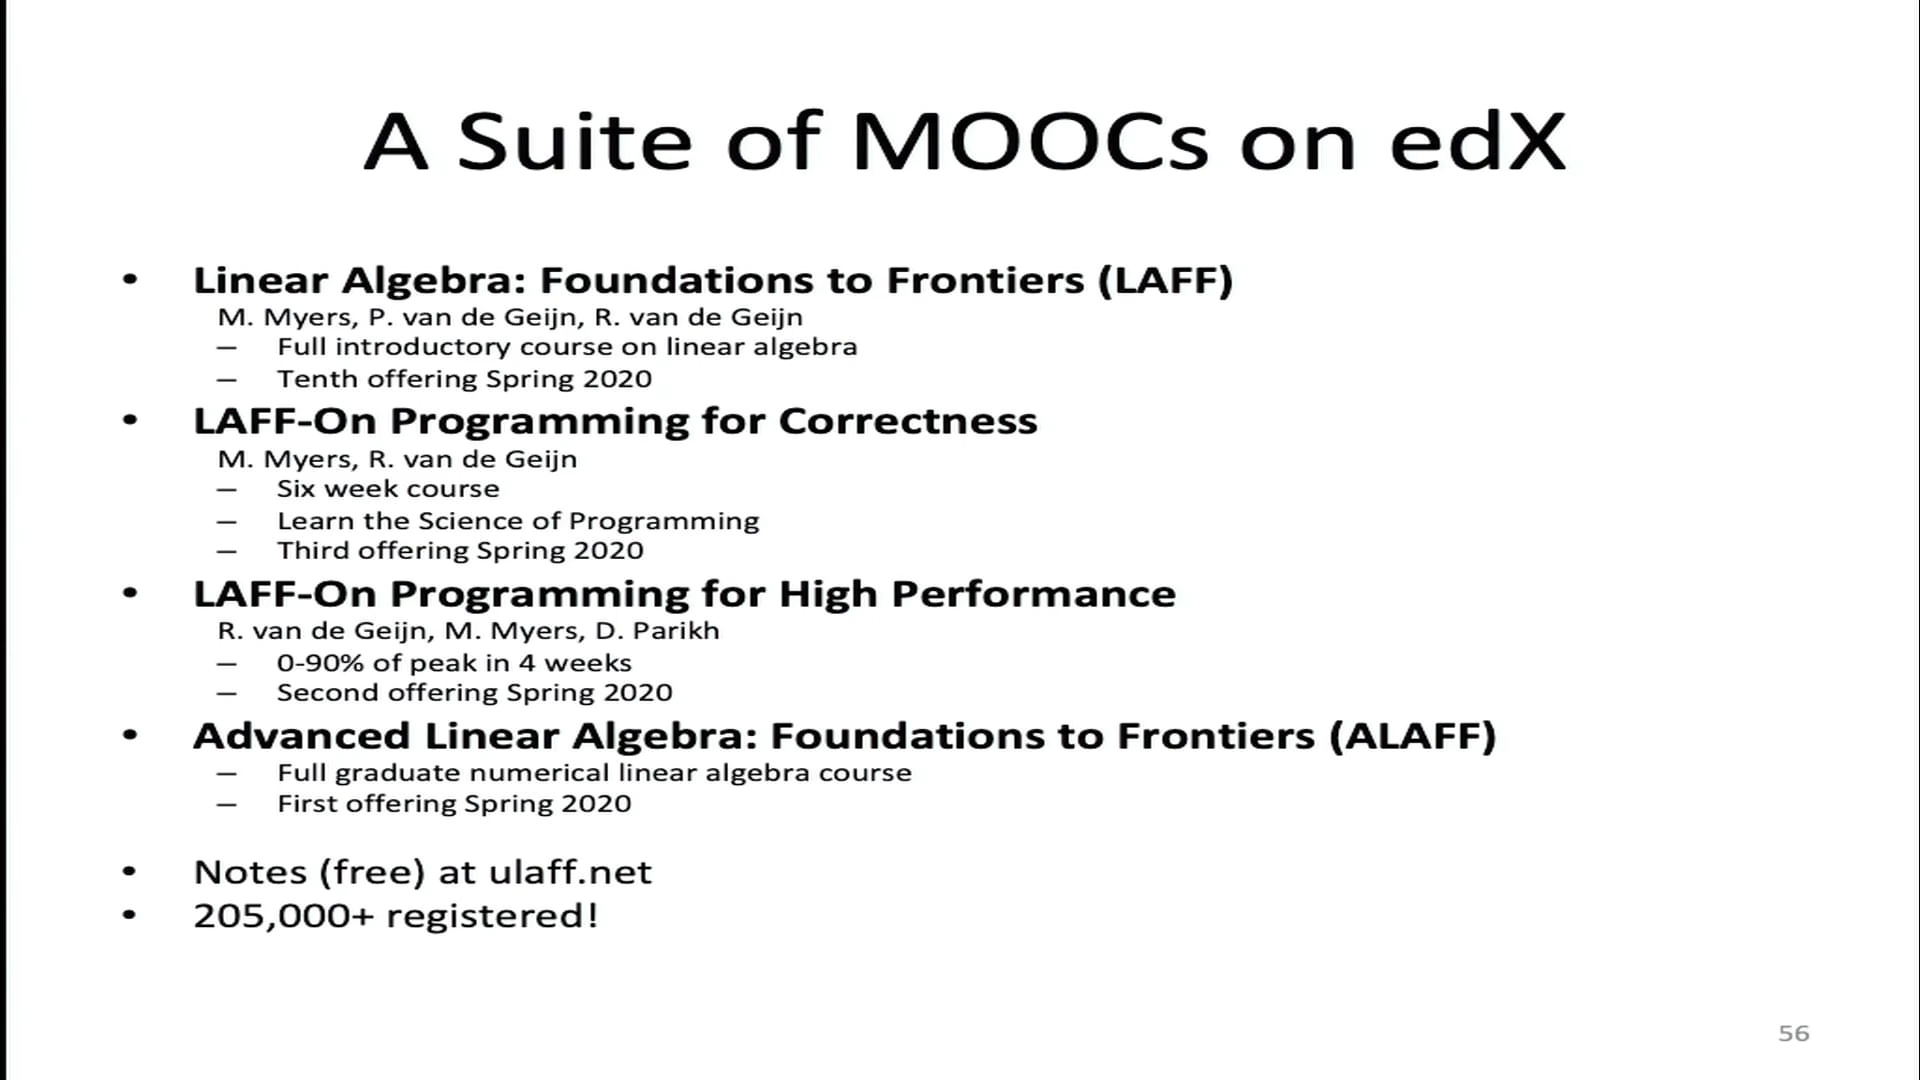 A Suite of MOOCs on edX
• Linear Algebra: Foundations to Frontiers (LAFF)
M. Myers, P. van de Geijn, R. van de Geijn
– Full introductory course on linear algebra
– Tenth offering Spring 2020
• LAFF-On Programming for Correctness
M. Myers, R. van de Geijn
– Six week course
– Learn the Science of Programming
– Third offering Spring 2020
• LAFF-On Programming for High Performance
R. van de Geijn, M. Myers, D. Parikh
– 0-90% of peak in 4 weeks
– Second offering Spring 2020
• Advanced Linear Algebra: Foundations to Frontiers (ALAFF)
– Full graduate numerical linear algebra course
– First offering Spring 2020
• Notes (free) at ulaff.net
• 205,000+ registered!
56